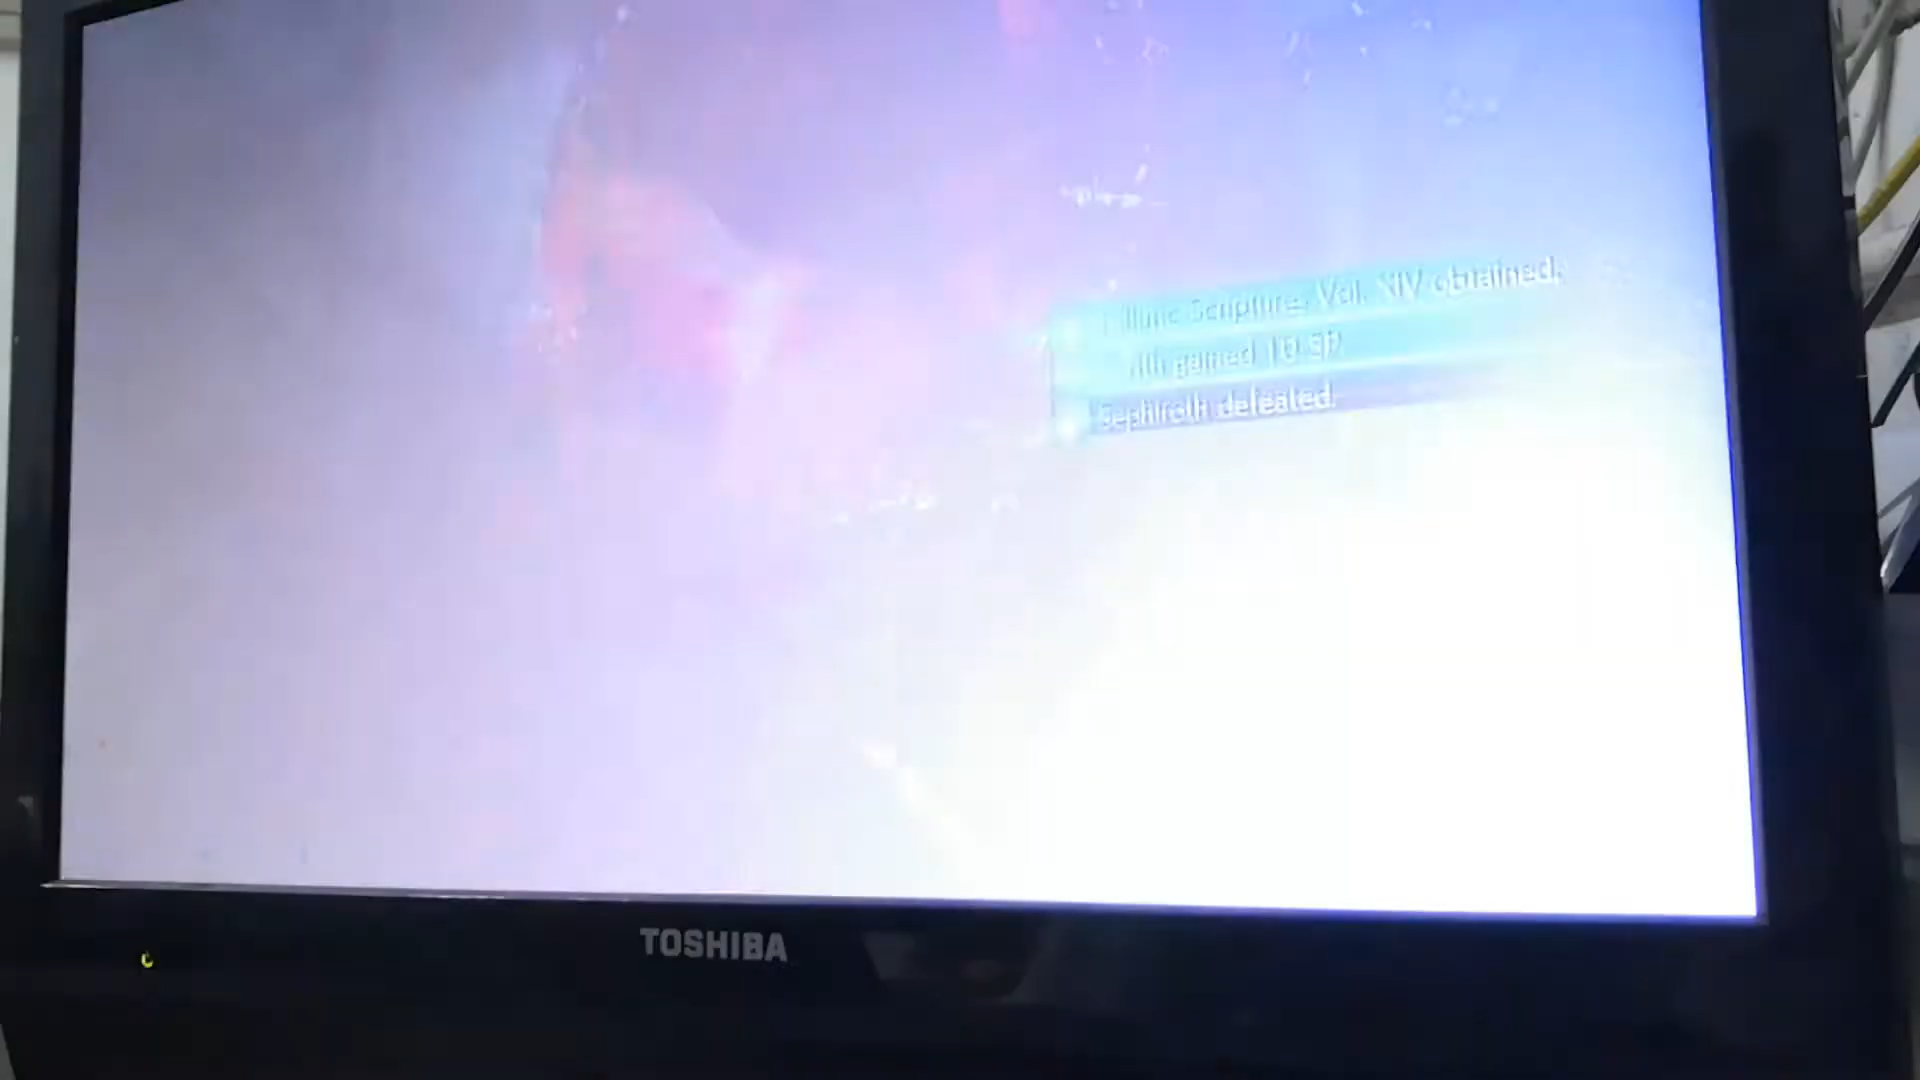 Scripture, Vol. XIV obtained.
gained 10 SP
Sephiroth defeated.
TOSHIBA